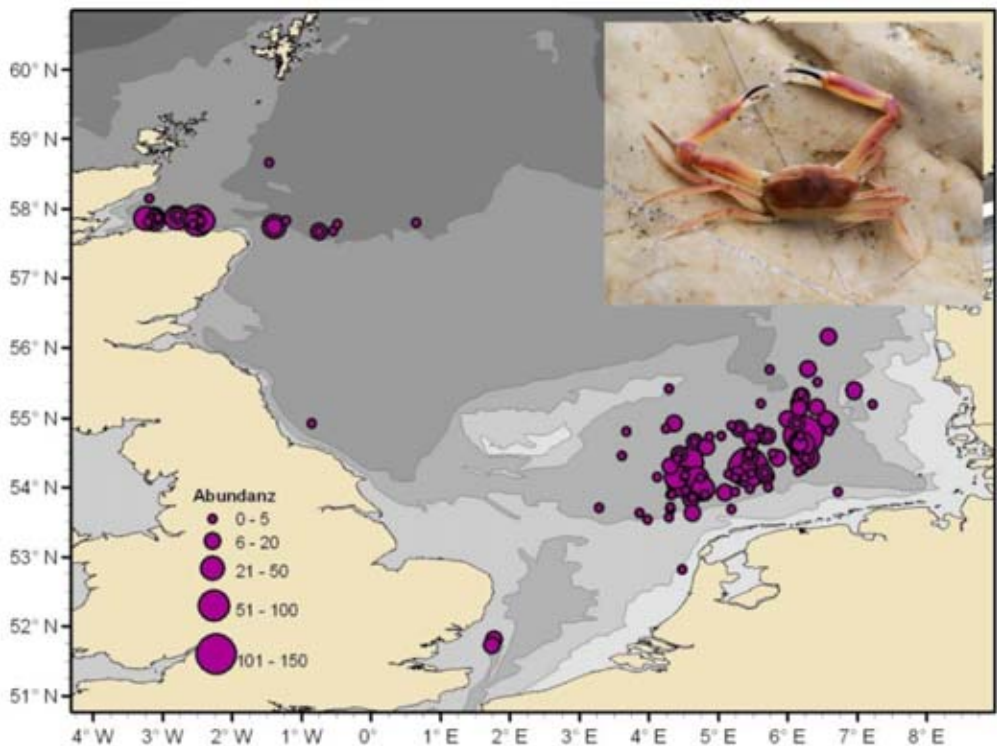 60° N
59° N
58° N
57° N
56° N
55° N
54° N
53° N
52° N
51° N
Abundanz
0 - 5
6 - 20
21 - 50
51 - 100
101 - 150
4° W 3° W 2° W 1° W 0° 1° E 2° E 3° E 4° E 5° E 6° E 7° E 8° E